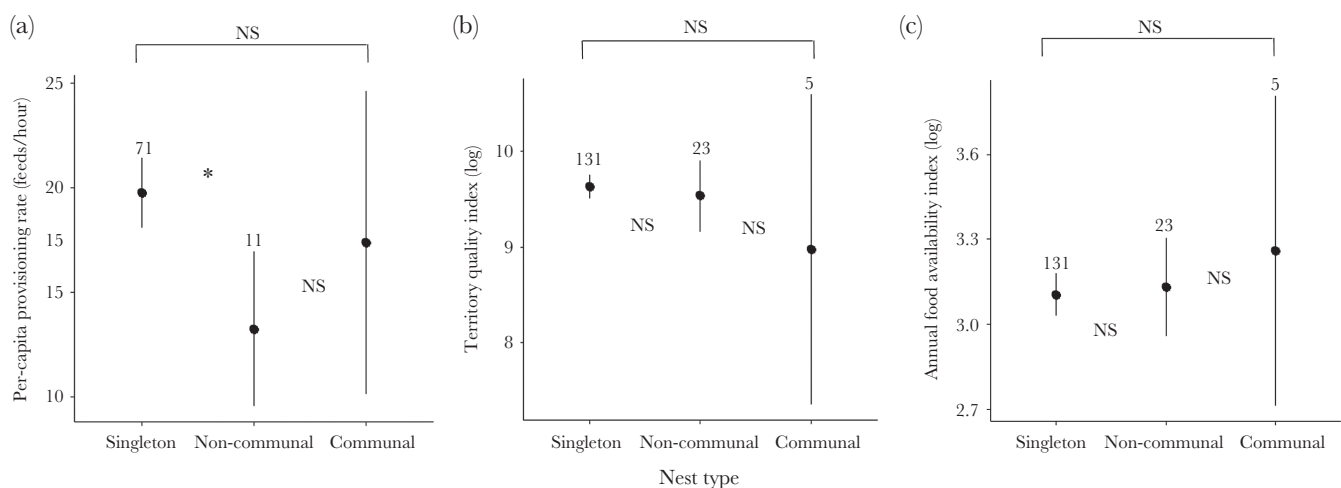 (a)
NS
25
20
15
15
10
Per-capita provisioning rate (feeds/hour)
71
*
11
NS
Singleton
Non-communal
Communal
(b)
NS
10
9
8
Territory quality index (log)
131
23
5
NS
NS
Singleton
Non-communal
Communal
Nest type
(c)
NS
3.6
3.3
3.0
2.7
Annual food availability index (log)
131
23
5
NS
NS
Singleton
Non-communal
Communal